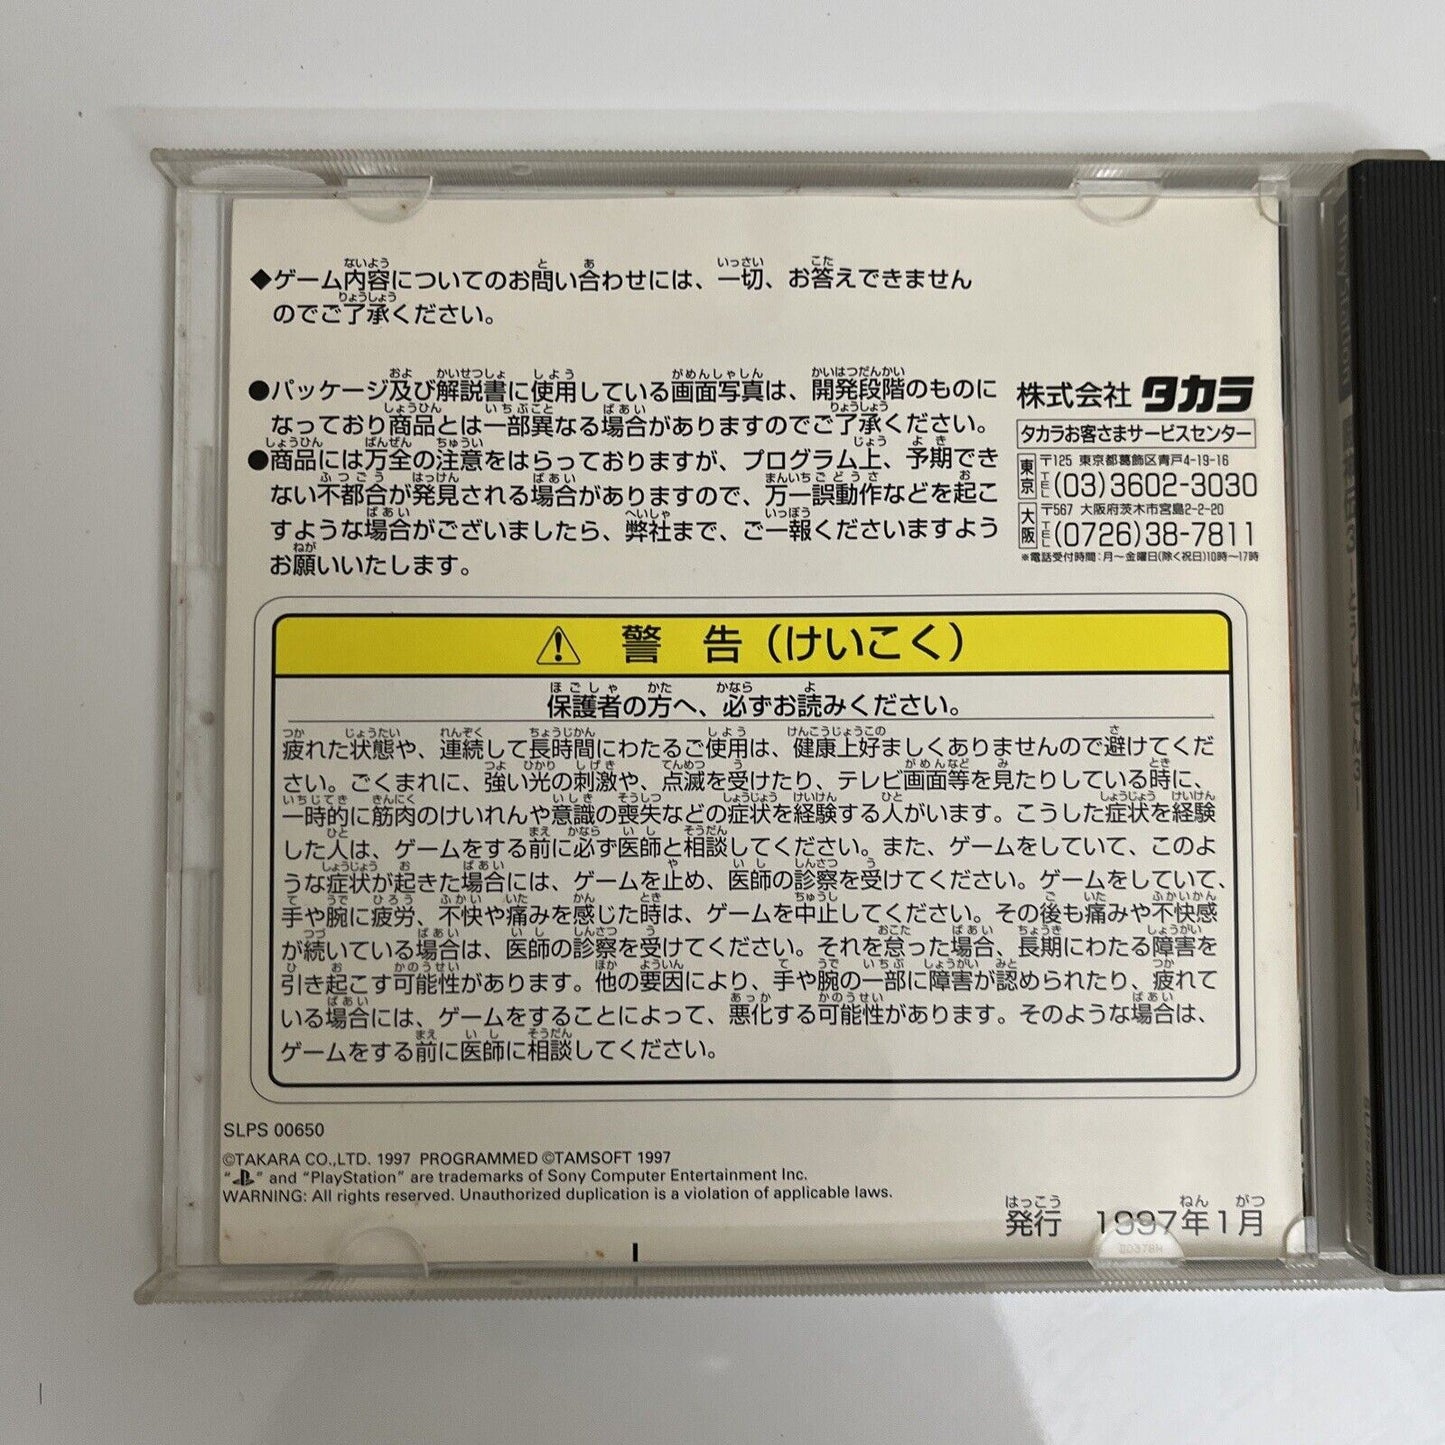 ◆ゲーム内容についてのお問い合わせには、一切、お答えできません
のでご了承ください。
●パッケージ及び解説書に使用している画面写真は、開発段階のものに
なっており商品とは一部異なる場合がありますのでご了承ください。
●商品には万全の注意をはらっておりますが、プログラム上、予期でき
ない不都合が発見される場合がありますので、万一誤動作などを起こ
すような場合がございましたら、弊社まで、ご一報くださいますよう
お願いいたします。
株式会社 タカラ
タカラお客さまサービスセンター
東京 〒125 東京都葛飾区青戸4-19-16
TEL (03)3602-3030
大阪 〒567 大阪府茨木市宮島2-2-20
TEL (0726)38-7811
※電話受付時間:月〜金曜日(除く祝日)10時〜17時
⚠ 警 告(けいこく)
保護者の方へ、必ずお読みください。
疲れた状態や、連続して長時間にわたるご使用は、健康上好ましくありませんので避けてくだ
さい。ごくまれに、強い光の刺激や、点滅を受けたり、テレビ画面等を見たりしている時に、
一時的に筋肉のけいれんや意識の喪失などの症状を経験する人がいます。こうした症状を経験
した人は、ゲームをする前に必ず医師と相談してください。また、ゲームをしていて、このよ
うな症状が起きた場合には、ゲームを止め、医師の診察を受けてください。ゲームをしていて、
手や腕に疲労、不快や痛みを感じた時は、ゲームを中止してください。その後も痛みや不快感
が続いている場合は、医師の診察を受けてください。それを怠った場合、長期にわたる障害を
引き起こす可能性があります。他の要因により、手や腕の一部に障害が認められたり、疲れて
いる場合には、ゲームをすることによって、悪化する可能性があります。そのような場合は、
ゲームをする前に医師に相談してください。
SLPS 00650
©TAKARA CO.,LTD. 1997 PROGRAMMED ©TAMSOFT 1997
" " and "PlayStation" are trademarks of Sony Computer Entertainment Inc.
WARNING: All rights reserved. Unauthorized duplication is a violation of applicable laws.
発行 1997年1月